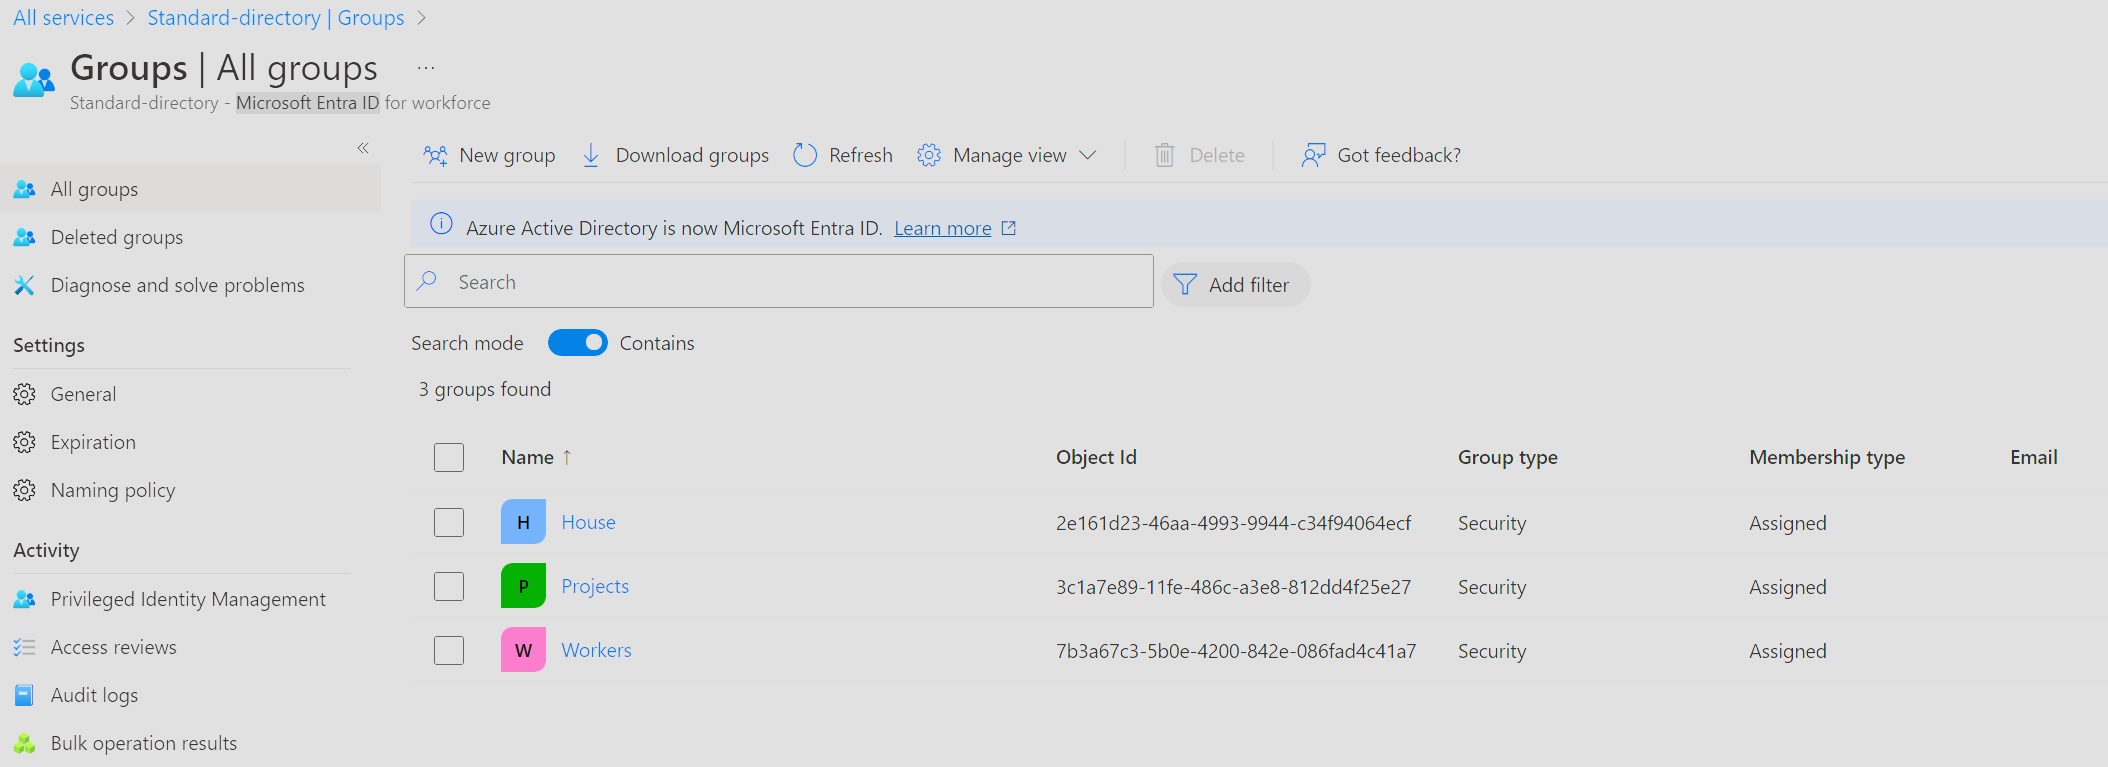 All services > Standard-directory | Groups >
Groups | All groups ...
Standard-directory - Microsoft Entra ID for workforce
«
All groups
Deleted groups
Diagnose and solve problems
Settings
General
Expiration
Naming policy
Activity
Privileged Identity Management
Access reviews
Audit logs
Bulk operation results
New group Download groups Refresh Manage view Delete Got feedback?
Azure Active Directory is now Microsoft Entra ID. Learn more
Search Add filter
Search mode Contains
3 groups found
Name ↑ Object Id Group type Membership type Email
H House 2e161d23-46aa-4993-9944-c34f94064ecf Security Assigned
P Projects 3c1a7e89-11fe-486c-a3e8-812dd4f25e27 Security Assigned
W Workers 7b3a67c3-5b0e-4200-842e-086fad4c41a7 Security Assigned